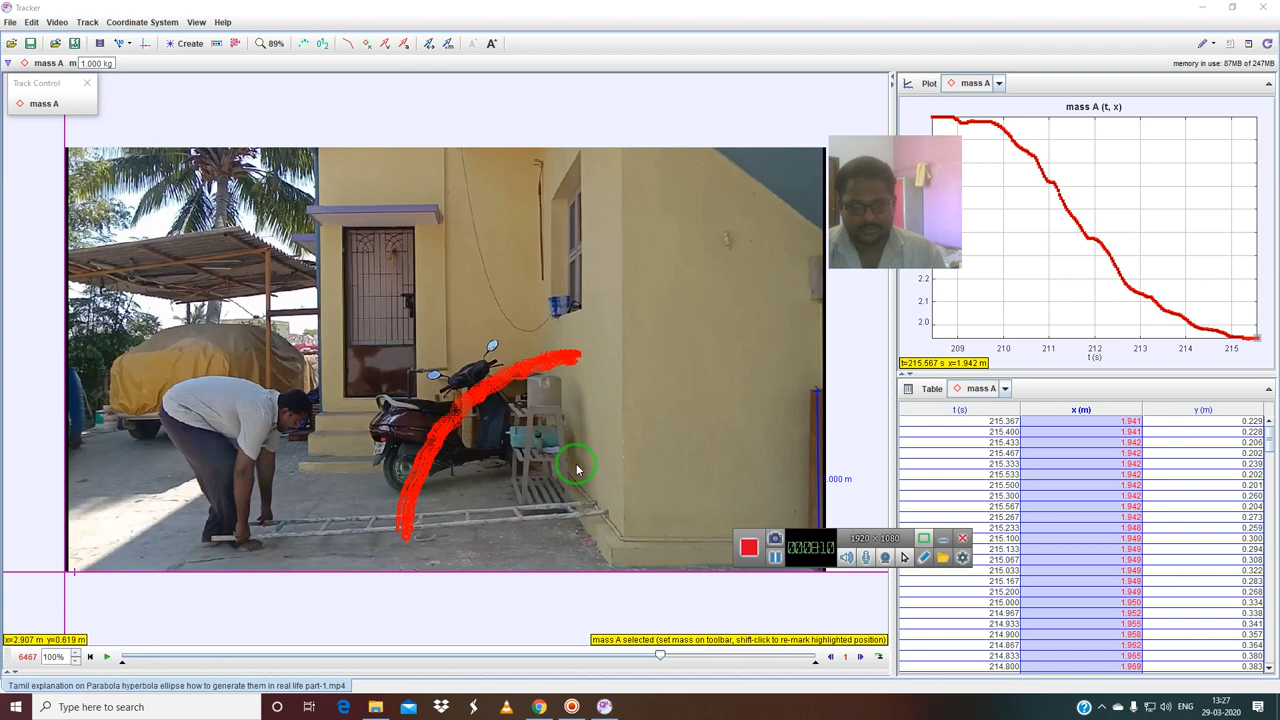 Tracker
File Edit Video Track Coordinate System View Help
Create 89%
mass A m 1.000 kg
memory in use: 87MB of 247MB
Track Control
mass A
Plot mass A
mass A (t, x)
2.2
2.0
209 210 211 212 213 214 215
t (s)
t=215.567 s x=1.942 m
Table mass A
t (s) x (m) y (m)
215.367 1.941 0.229
215.400 1.941 0.228
215.433 1.942 0.206
215.467 1.942 0.202
215.333 1.942 0.239
215.500 1.942 0.201
215.300 1.942 0.260
215.567 1.942 0.204
215.267 1.942 0.273
215.233 1.948 0.269
215.100 1.949 0.300
215.133 1.949 0.294
215.067 1.949 0.308
215.033 1.949 0.322
215.167 1.949 0.283
215.200 1.949 0.268
215.000 1.950 0.334
214.967 1.952 0.338
214.933 1.955 0.341
214.900 1.958 0.357
214.867 1.962 0.364
214.833 1.965 0.380
214.800 1.969 0.383
.000 m
1920 × 1080
000:8:10
x=2.907 m y=0.619 m
mass A selected (set mass on toolbar, shift-click to re-mark highlighted position)
6467 100% 1
Tamil explanation on Parabola hyperbola ellipse how to generate them in real life part-1.mp4
Type here to search
ENG
13:27
29-03-2020